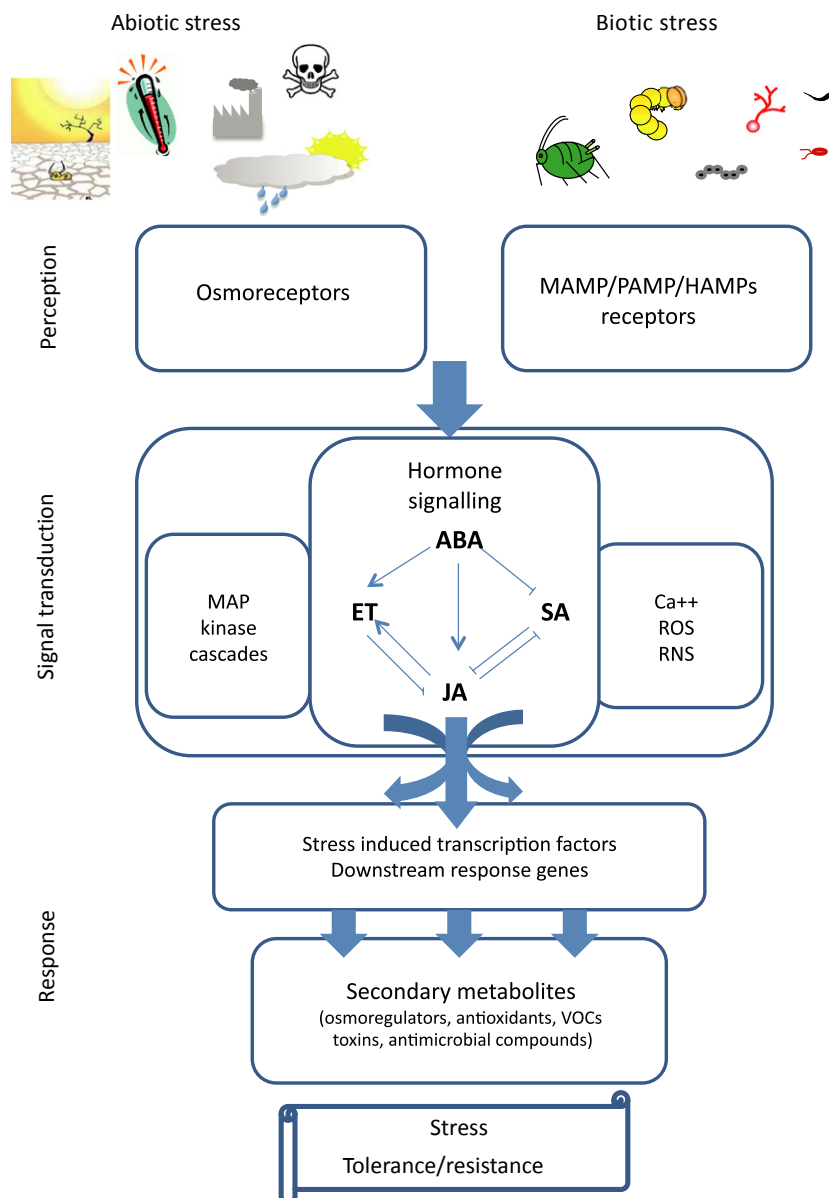 Abiotic stress
Biotic stress
Perception
Osmoreceptors
MAMP/PAMP/HAMPs
receptors
Signal transduction
Hormone
signalling
ABA
ET
SA
JA
MAP
kinase
cascades
Ca++
ROS
RNS
Response
Stress induced transcription factors
Downstream response genes
Secondary metabolites
(osmoregulators, antioxidants, VOCs
toxins, antimicrobial compounds)
Stress
Tolerance/resistance